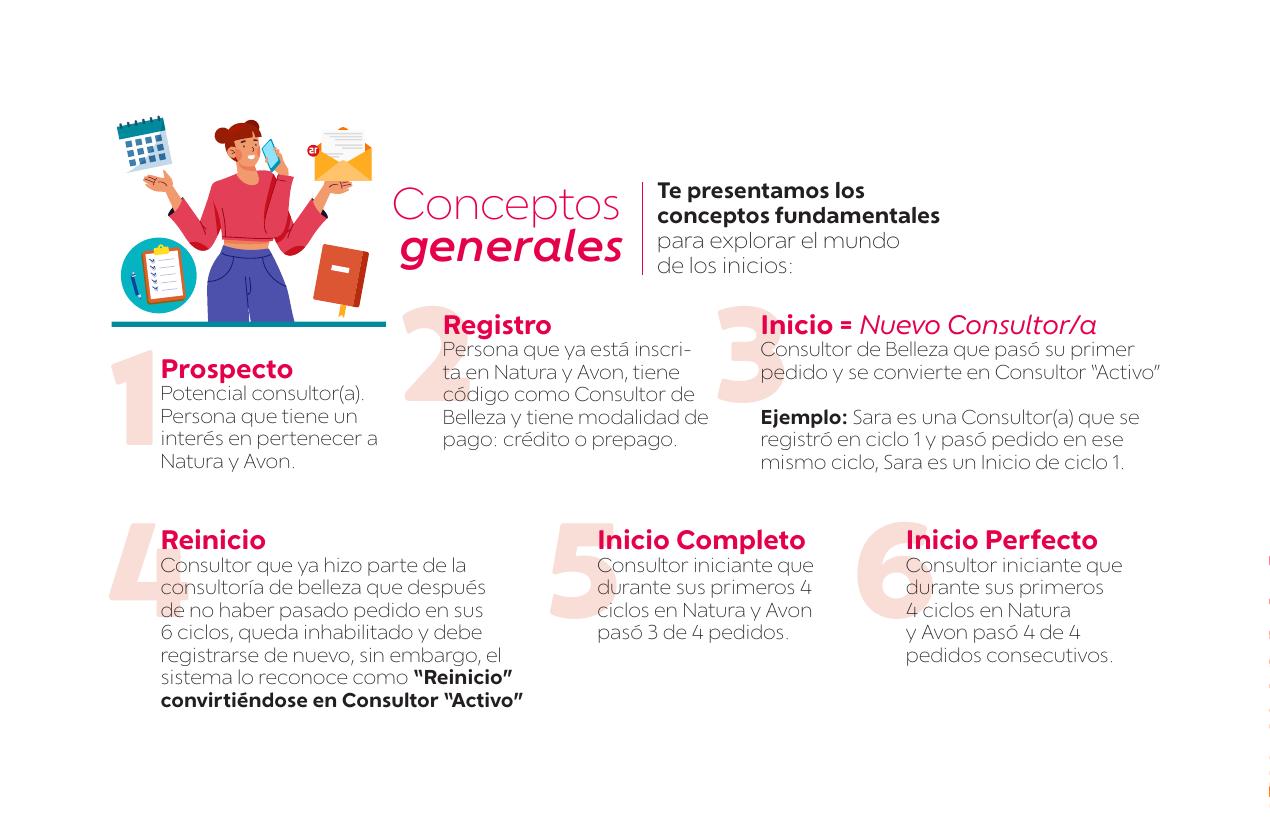 Conceptos
generales
Te presentamos los
conceptos fundamentales
para explorar el mundo
de los inicios:
1
Prospecto
Potencial consultor(a).
Persona que tiene un
interés en pertenecer a
Natura y Avon.
2
Registro
Persona que ya está inscri-
ta en Natura y Avon, tiene
código como Consultor de
Belleza y tiene modalidad de
pago: crédito o prepago.
3
Inicio = Nuevo Consultor/a
Consultor de Belleza que pasó su primer
pedido y se convierte en Consultor “Activo”
Ejemplo: Sara es una Consultor(a) que se
registró en ciclo 1 y pasó pedido en ese
mismo ciclo, Sara es un Inicio de ciclo 1.
4
Reinicio
Consultor que ya hizo parte de la
consultoría de belleza que después
de no haber pasado pedido en sus
6 ciclos, queda inhabilitado y debe
registrarse de nuevo, sin embargo, el
sistema lo reconoce como “Reinicio”
convirtiéndose en Consultor “Activo”
5
Inicio Completo
Consultor iniciante que
durante sus primeros 4
ciclos en Natura y Avon
pasó 3 de 4 pedidos.
6
Inicio Perfecto
Consultor iniciante que
durante sus primeros
4 ciclos en Natura
y Avon pasó 4 de 4
pedidos consecutivos.